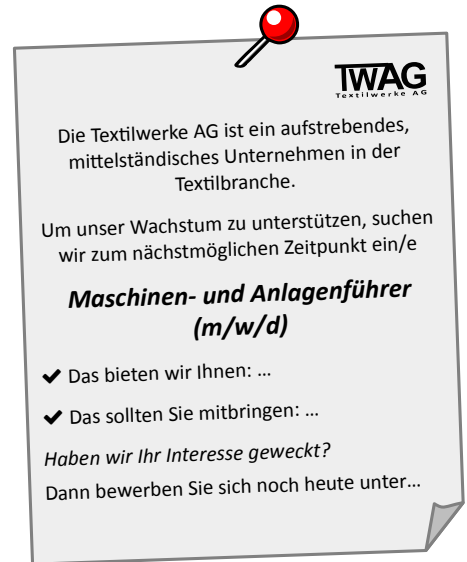 TWAG
Textilwerke AG
Die Textilwerke AG ist ein aufstrebendes,
mittelständisches Unternehmen in der
Textilbranche.
Um unser Wachstum zu unterstützen, suchen
wir zum nächstmöglichen Zeitpunkt ein/e
Maschinen- und Anlagenführer
(m/w/d)
✔ Das bieten wir Ihnen: ...
✔ Das sollten Sie mitbringen: ...
Haben wir Ihr Interesse geweckt?
Dann bewerben Sie sich noch heute unter...